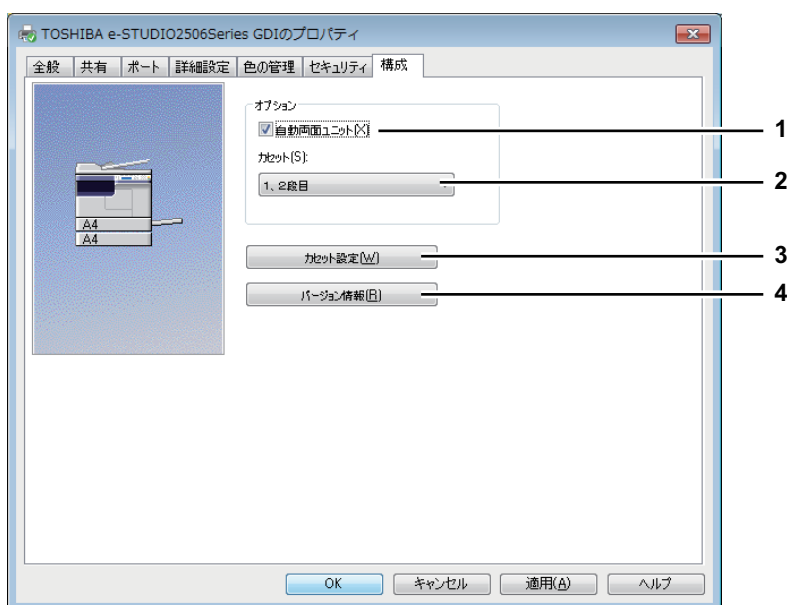 TOSHIBA e-STUDIO2506Series GDIのプロパティ
全般 共有 ポート 詳細設定 色の管理 セキュリティ 構成
オプション
自動両面ユニット(X) 1
カセット(S):
1、2段目 2
A4
A4
カセット設定(W) 3
バージョン情報(R) 4
OK キャンセル 適用(A) ヘルプ